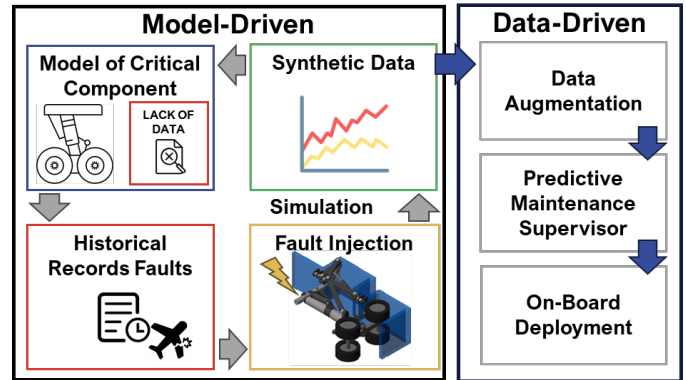 Model-Driven
Model of Critical
Component
LACK OF
DATA
Synthetic Data
Simulation
Historical
Records Faults
Fault Injection
Data-Driven
Data
Augmentation
Predictive
Maintenance
Supervisor
On-Board
Deployment